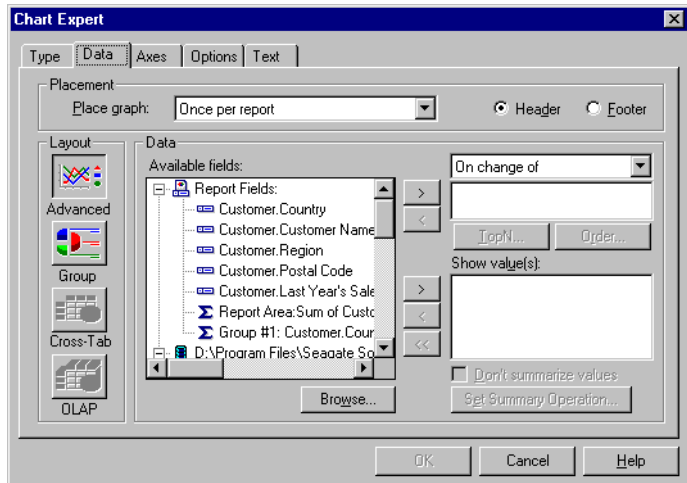 Chart Expert
Type Data Axes Options Text
Placement
Place graph: Once per report Header Footer
Layout
Advanced
Group
Cross-Tab
OLAP
Data
Available fields:
Report Fields:
Customer.Country
Customer.Customer Name
Customer.Region
Customer.Postal Code
Customer.Last Year's Sale
Report Area:Sum of Custo
Group #1: Customer.Cour
D:\Program Files\Seagate So
Browse...
>
<
>
<
<<
On change of
TopN... Order...
Show value(s):
Don't summarize values
Set Summary Operation...
OK Cancel Help